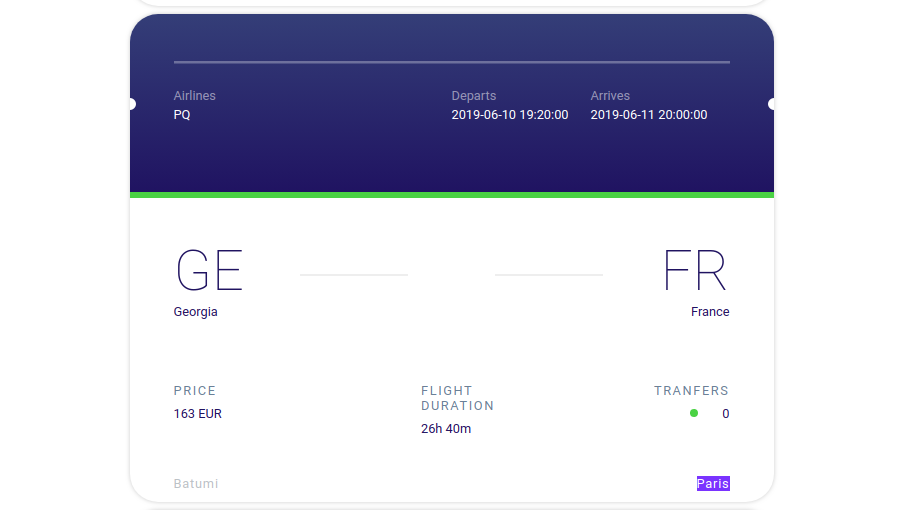 Airlines Departs Arrives
PQ 2019-06-10 19:20:00 2019-06-11 20:00:00
GE FR
Georgia France
PRICE FLIGHT DURATION TRANFERS
163 EUR 26h 40m 0
Batumi Paris